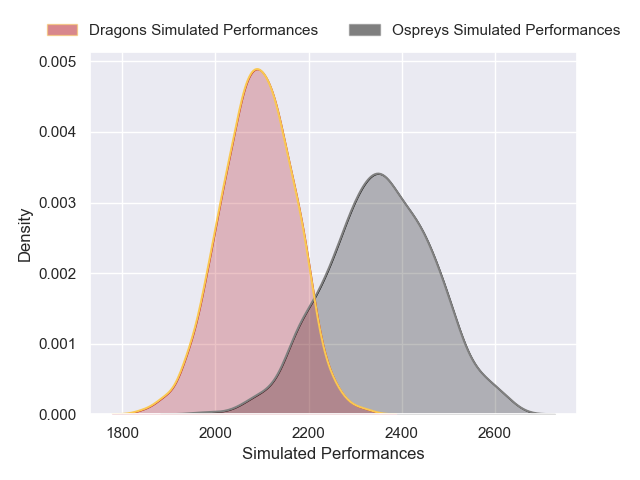 Dragons Simulated Performances Ospreys Simulated Performances
0.005
0.004
0.003
0.002
0.001
0.000
Density
1800 2000 2200 2400 2600
Simulated Performances